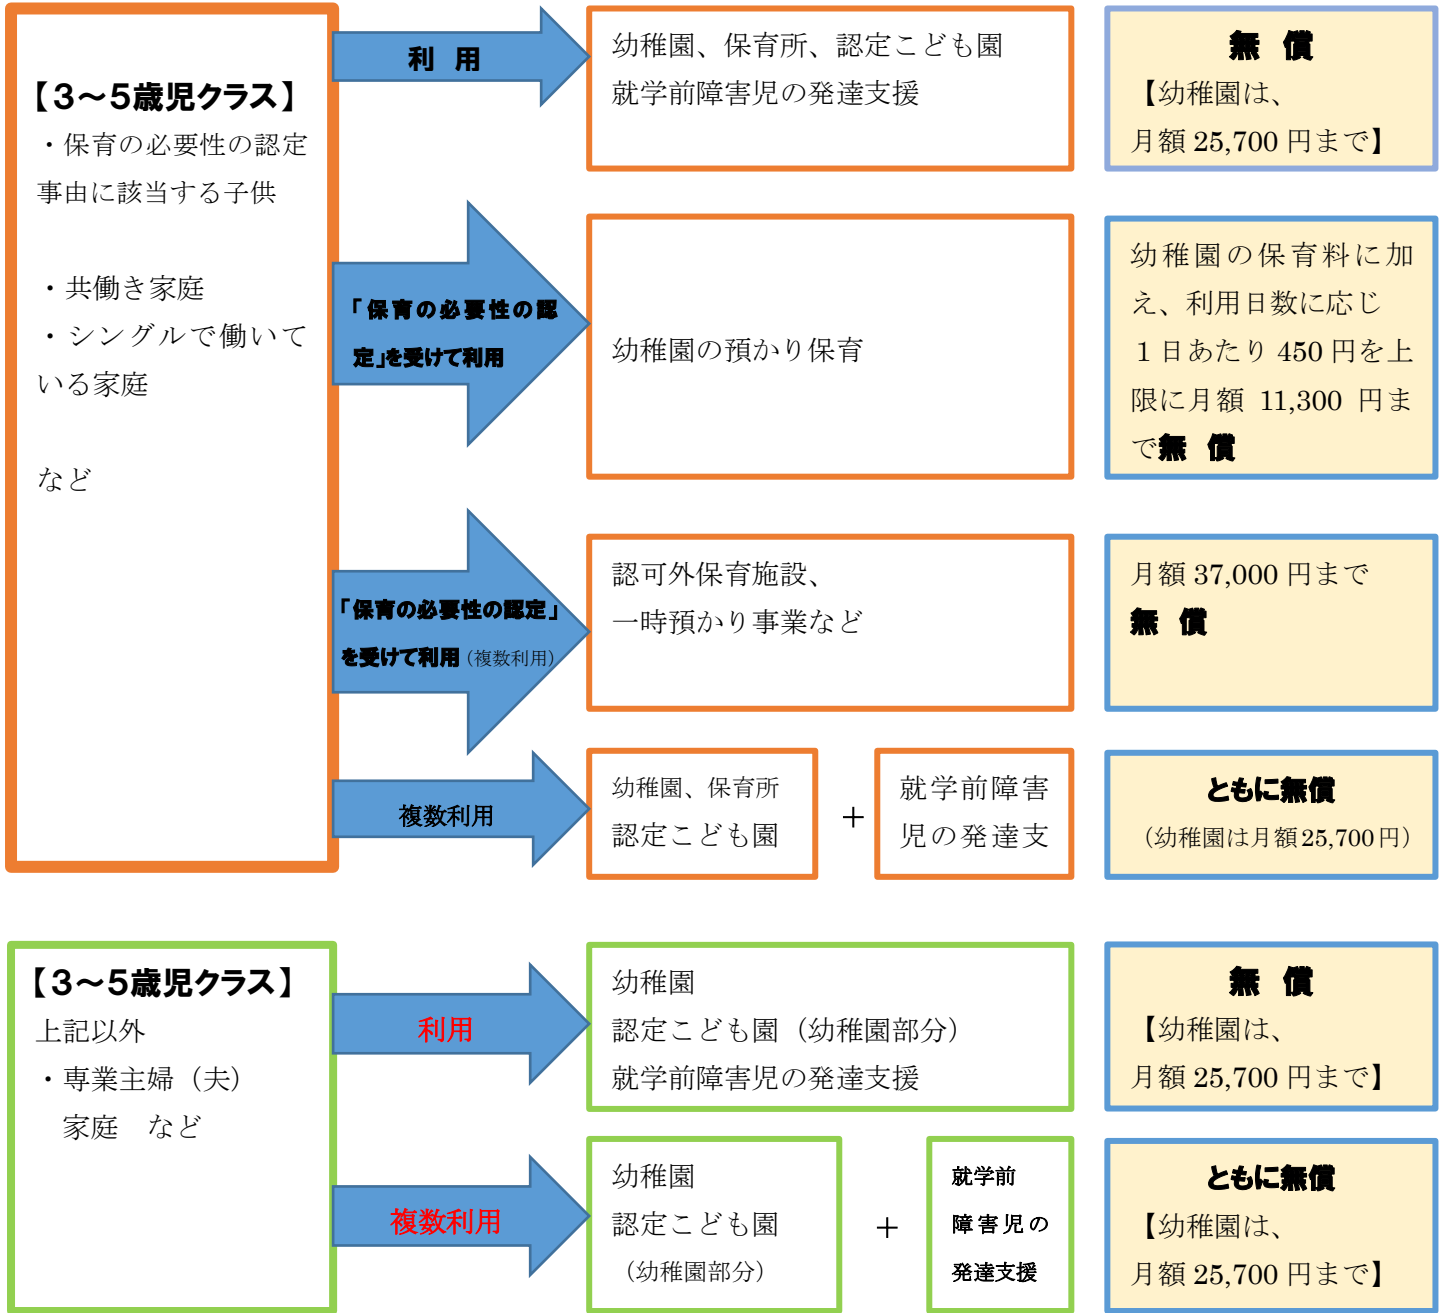 【3～5歳児クラス】
・保育の必要性の認定
事由に該当する子供
・共働き家庭
・シングルで働いて
いる家庭
など
利 用
幼稚園、保育所、認定こども園
就学前障害児の発達支援
無 償
【幼稚園は、
月額 25,700 円まで】
「保育の必要性の認
定」を受けて利用
幼稚園の預かり保育
幼稚園の保育料に加
え、利用日数に応じ
1日あたり 450 円を上
限に月額 11,300 円ま
で無 償
「保育の必要性の認定」
を受けて利用（複数利用）
認可外保育施設、
一時預かり事業など
月額 37,000 円まで
無 償
複数利用
幼稚園、保育所
認定こども園
＋
就学前障害
児の発達支
ともに無償
（幼稚園は月額25,700円）
【3～5歳児クラス】
上記以外
・専業主婦（夫）
家庭　など
利用
幼稚園
認定こども園（幼稚園部分）
就学前障害児の発達支援
無 償
【幼稚園は、
月額 25,700 円まで】
複数利用
幼稚園
認定こども園
（幼稚園部分）
＋
就学前
障害児の
発達支援
ともに無償
【幼稚園は、
月額 25,700 円まで】